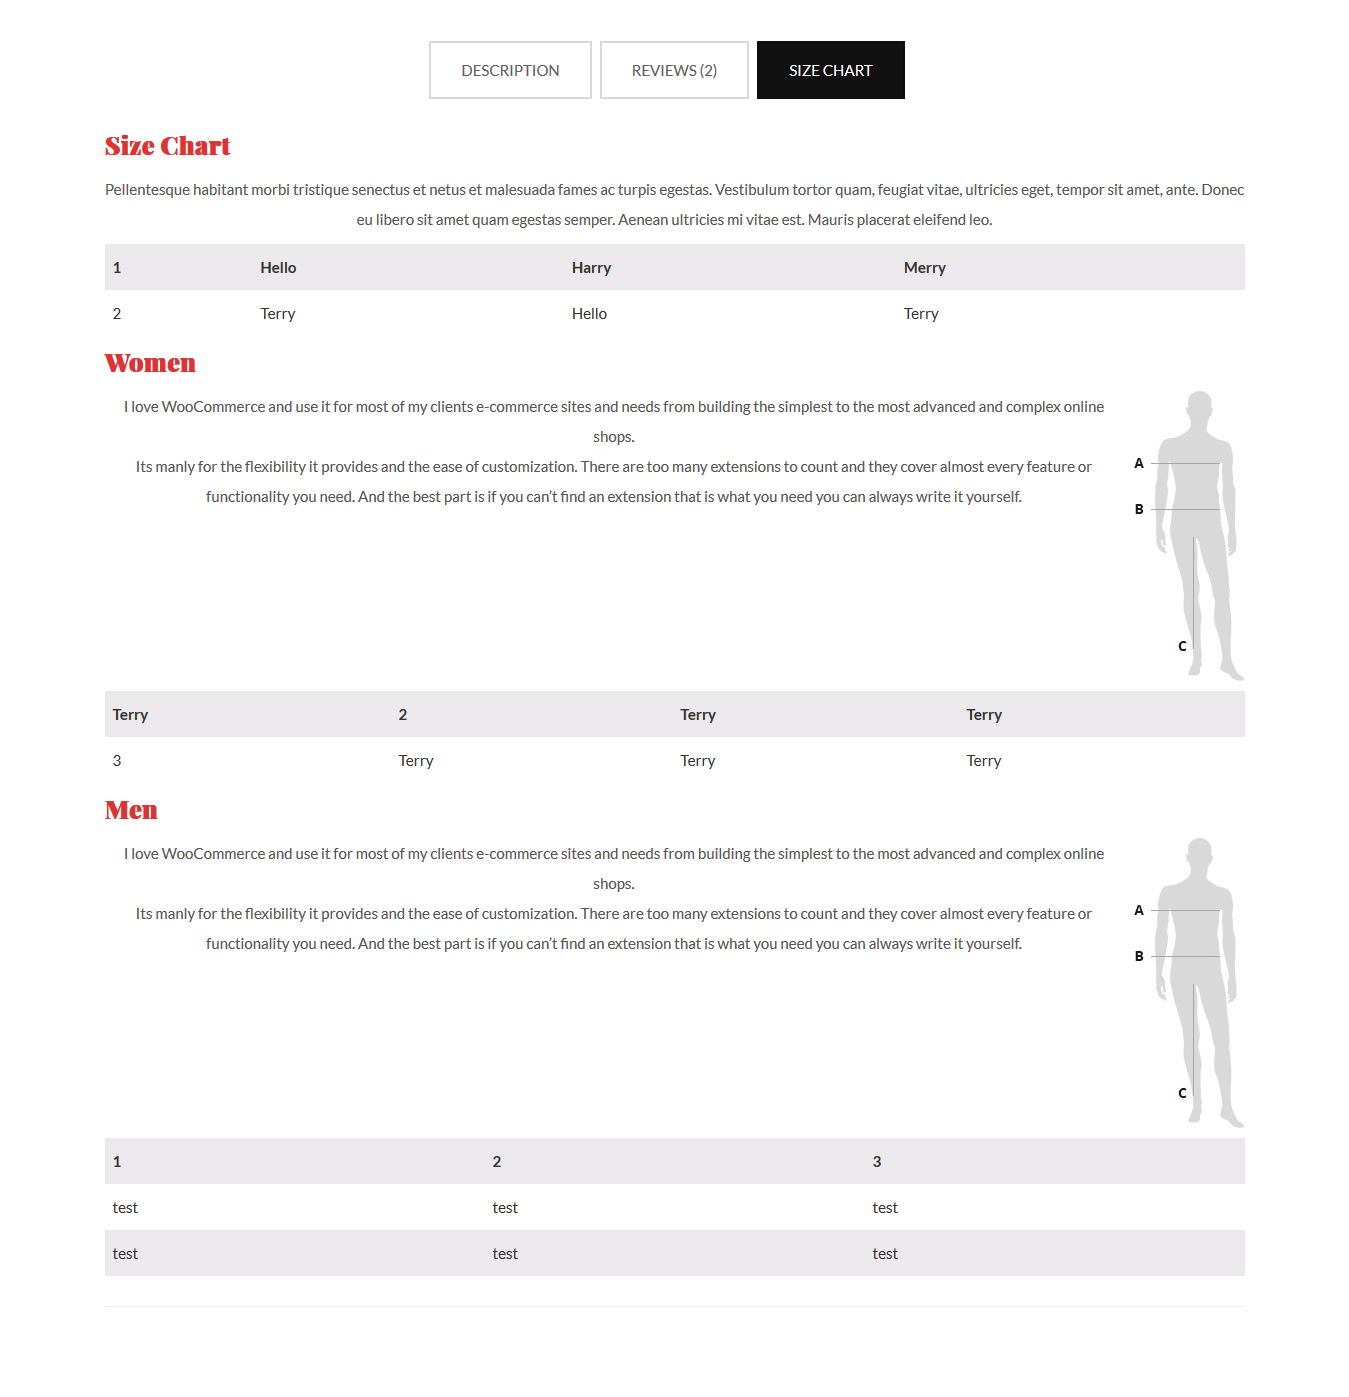 DESCRIPTION REVIEWS (2) SIZE CHART
Size Chart
Pellentesque habitant morbi tristique senectus et netus et malesuada fames ac turpis egestas. Vestibulum tortor quam, feugiat vitae, ultricies eget, tempor sit amet, ante. Donec
eu libero sit amet quam egestas semper. Aenean ultricies mi vitae est. Mauris placerat eleifend leo.
1 Hello Harry Merry
2 Terry Hello Terry
Women
I love WooCommerce and use it for most of my clients e-commerce sites and needs from building the simplest to the most advanced and complex online
shops.
Its manly for the flexibility it provides and the ease of customization. There are too many extensions to count and they cover almost every feature or
functionality you need. And the best part is if you can’t find an extension that is what you need you can always write it yourself.
A
B
C
Terry 2 Terry Terry
3 Terry Terry Terry
Men
I love WooCommerce and use it for most of my clients e-commerce sites and needs from building the simplest to the most advanced and complex online
shops.
Its manly for the flexibility it provides and the ease of customization. There are too many extensions to count and they cover almost every feature or
functionality you need. And the best part is if you can’t find an extension that is what you need you can always write it yourself.
A
B
C
1 2 3
test test test
test test test